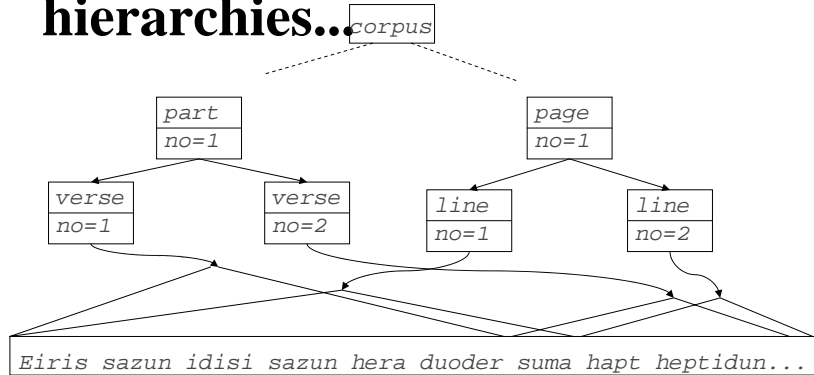 hierarchies...
corpus
part
no=1
page
no=1
verse
no=1
verse
no=2
line
no=1
line
no=2
Eiris sazun idisi sazun hera duoder suma hapt heptidun...